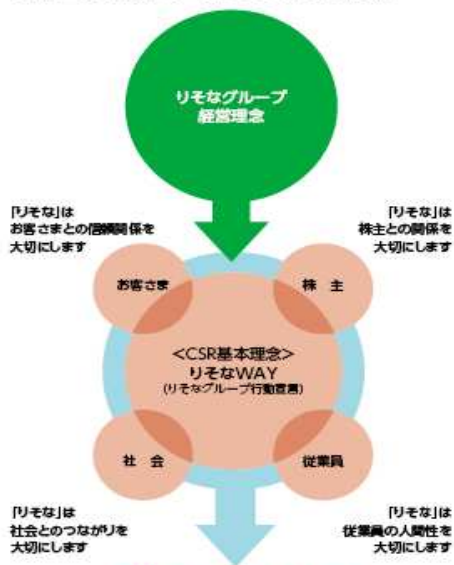 りそなグループ
経営理念
「りそな」は
お客さまとの信頼関係を
大切にします
「りそな」は
株主との関係を
大切にします
お客さま
株 主
<CSR基本理念>
りそなWAY
(りそなグループ行動宣言)
社 会
従業員
「りそな」は
社会とのつながりを
大切にします
「りそな」は
従業員の人間性を
大切にします